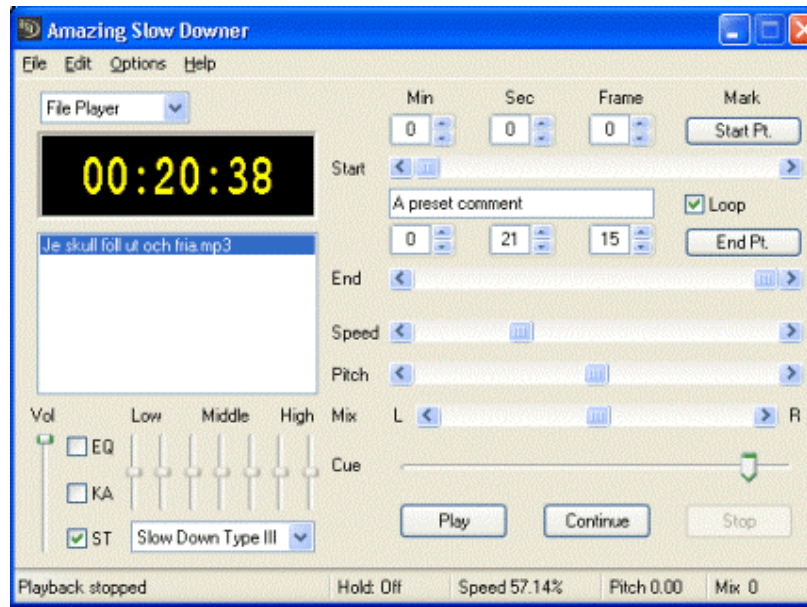 Amazing Slow Downer
File Edit Options Help
File Player
Min Sec Frame Mark
0 0 0 Start Pt.
00:20:38
Start
A preset comment Loop
Je skull föll ut och fria.mp3
0 21 15 End Pt.
End
Speed
Pitch
Vol Low Middle High Mix L R
EQ
Cue
KA
ST Slow Down Type III
Play Continue Stop
Playback stopped Hold: Off Speed 57.14% Pitch 0.00 Mix 0